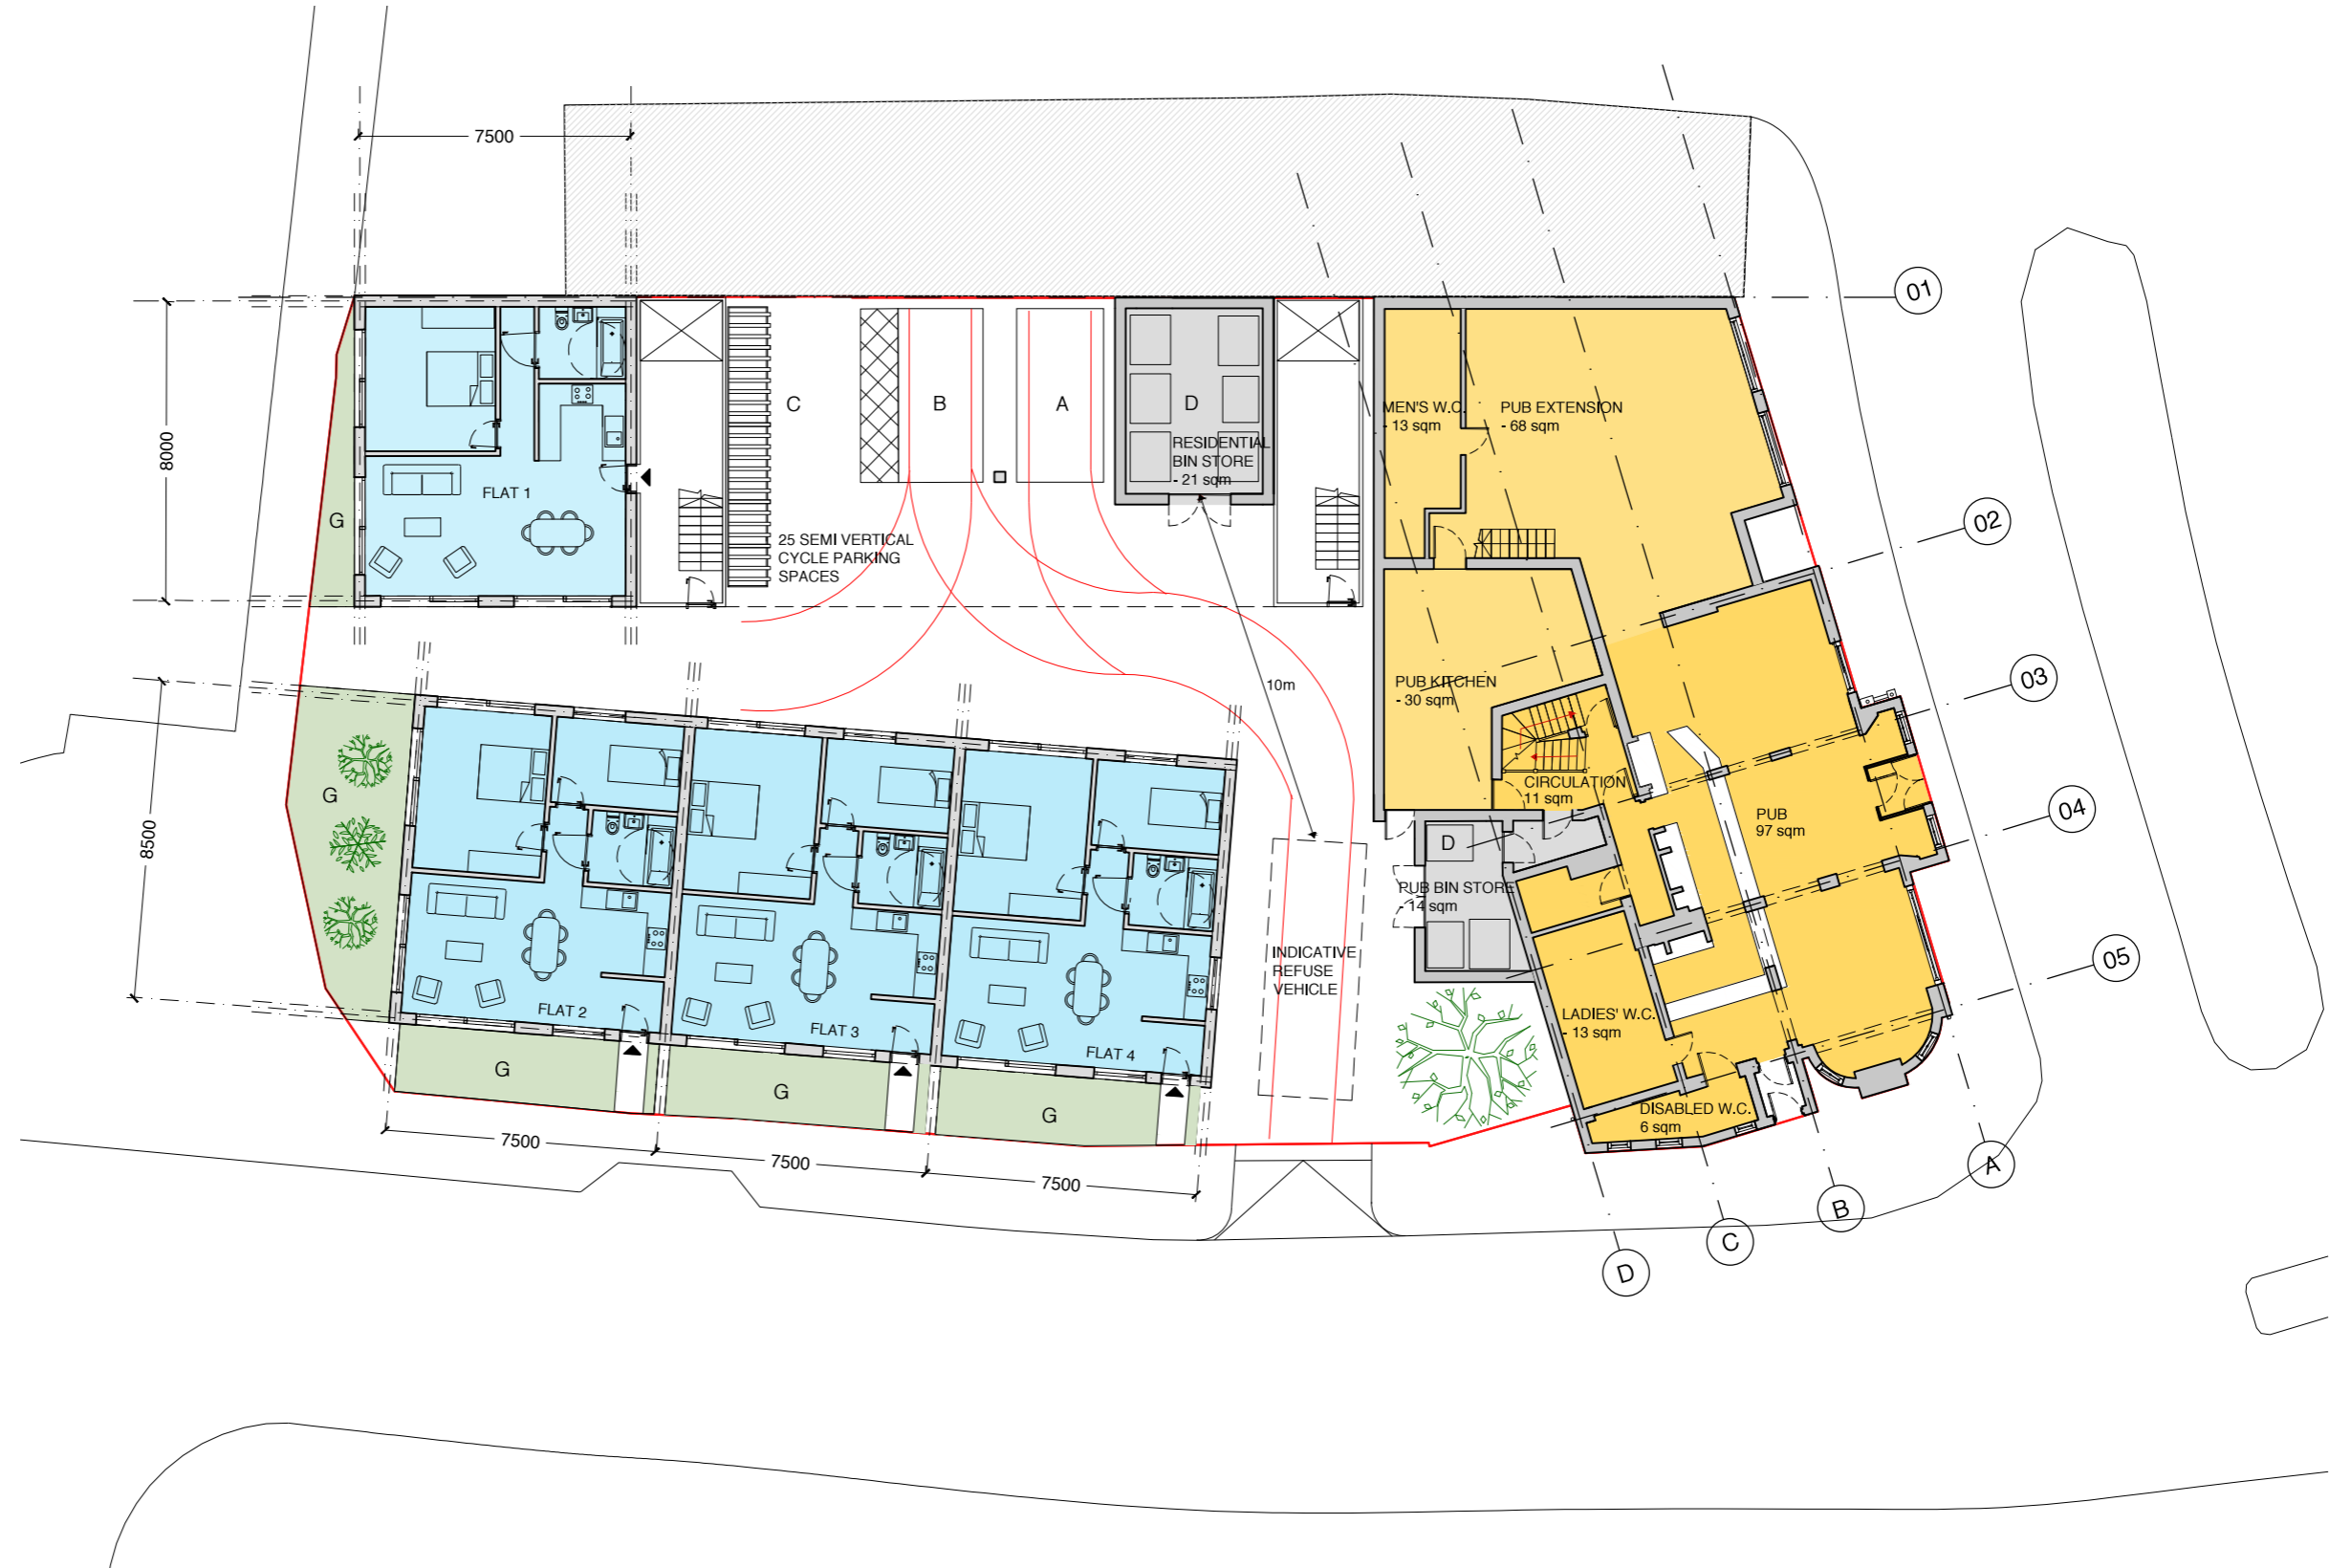 7500
01
8000
C
B
A
D
MEN'S W.C.
- 13 sqm
PUB EXTENSION
- 68 sqm
RESIDENTIAL
BIN STORE
- 21 sqm
FLAT 1
G
25 SEMI VERTICAL
CYCLE PARKING
SPACES
02
10m
PUB KITCHEN
- 30 sqm
03
CIRCULATION
11 sqm
04
PUB
97 sqm
8500
G
D
PUB BIN STORE
- 14 sqm
INDICATIVE
REFUSE
VEHICLE
05
FLAT 2
FLAT 3
FLAT 4
LADIES' W.C.
- 13 sqm
G
G
G
DISABLED W.C.
6 sqm
7500
7500
7500
A
B
C
D